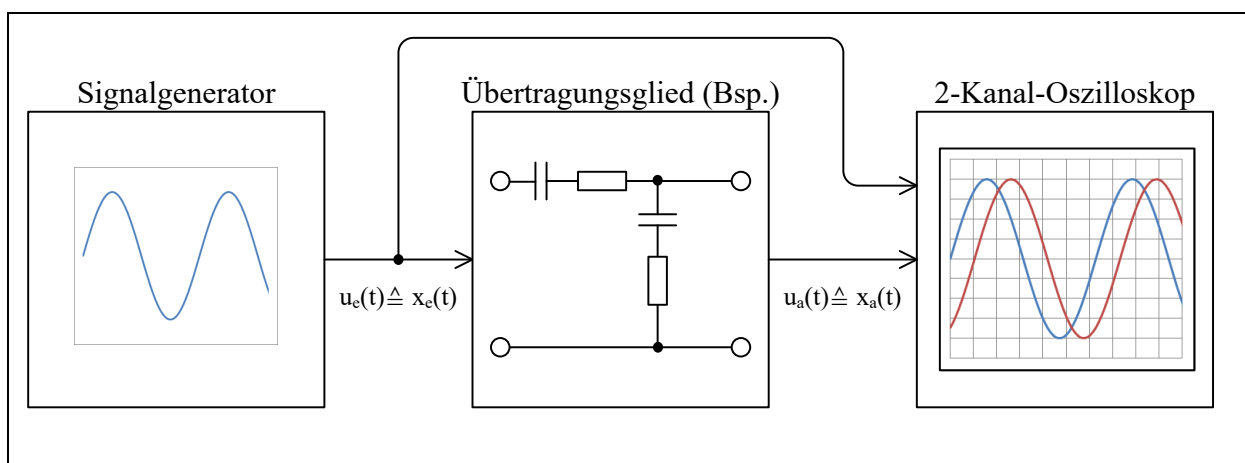 Signalgenerator
Übertragungsglied (Bsp.)
2-Kanal-Oszilloskop
uₑ(t)≙ xₑ(t)
uₐ(t)≙ xₐ(t)